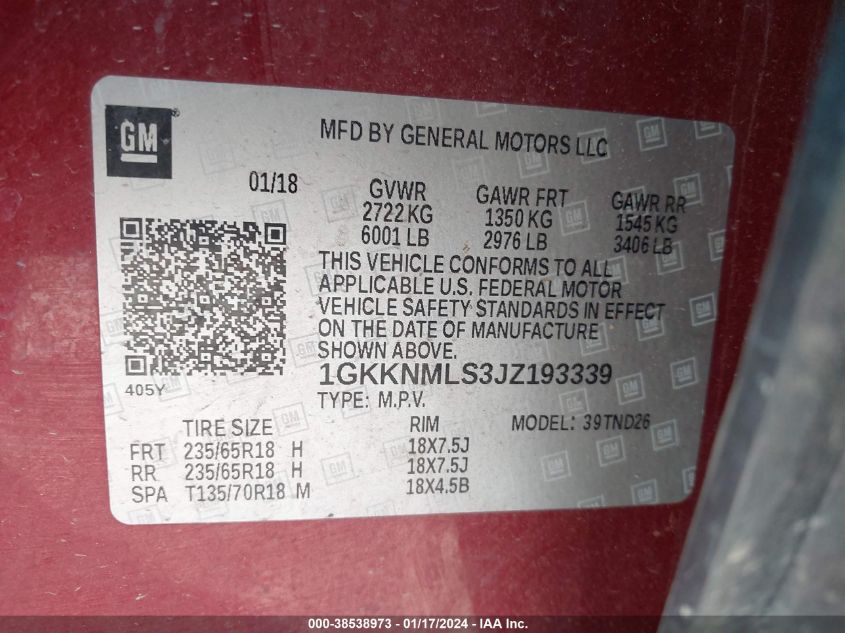 GM
MFD BY GENERAL MOTORS LLC
01/18 GVWR GAWR FRT GAWR RR
2722 KG 1350 KG 1545 KG
6001 LB 2976 LB 3406 LB
THIS VEHICLE CONFORMS TO ALL
APPLICABLE U.S. FEDERAL MOTOR
VEHICLE SAFETY STANDARDS IN EFFECT
ON THE DATE OF MANUFACTURE
SHOWN ABOVE.
405Y
1GKKNMLS3JZ193339
TYPE: M.P.V. MODEL: 39TND26
TIRE SIZE RIM
FRT 235/65R18 H 18X7.5J
RR 235/65R18 H 18X7.5J
SPA T135/70R18 M 18X4.5B
000-38538973 - 01/17/2024 - IAA, Inc.